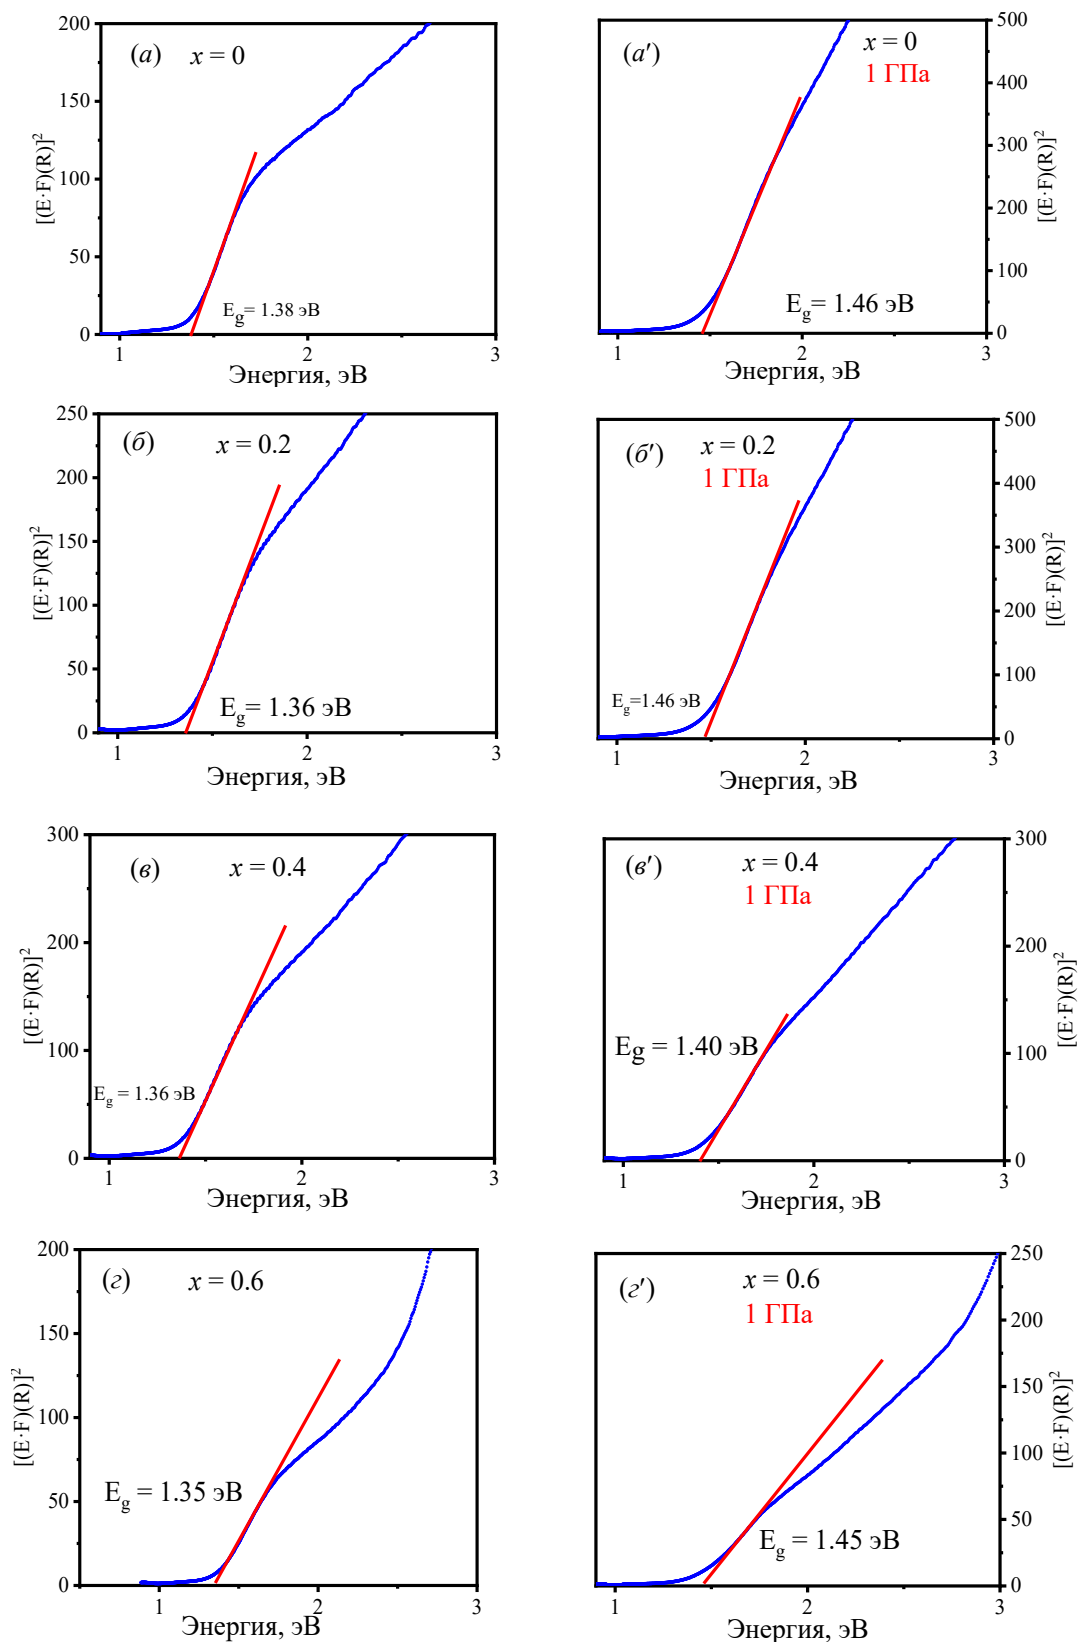 200
150
100
50
0
(а) x = 0
[(E·F)(R)]²
E_g = 1.38 эВ
1 2 3
Энергия, эВ
500
400
300
200
100
0
(а′) x = 0
1 ГПа
[(E·F)(R)]²
E_g = 1.46 эВ
1 2 3
Энергия, эВ
250
200
150
100
50
0
(б) x = 0.2
[(E·F)(R)]²
E_g = 1.36 эВ
1 2 3
Энергия, эВ
500
400
300
200
100
0
(б′) x = 0.2
1 ГПа
[(E·F)(R)]²
E_g=1.46 эВ
1 2 3
Энергия, эВ
300
200
100
0
(в) x = 0.4
[(E·F)(R)]²
E_g = 1.36 эВ
1 2 3
Энергия, эВ
300
200
100
0
(в′) x = 0.4
1 ГПа
[(E·F)(R)]²
Eg = 1.40 эВ
1 2 3
Энергия, эВ
200
150
100
50
0
(г) x = 0.6
[(E·F)(R)]²
E_g = 1.35 эВ
1 2 3
Энергия, эВ
250
200
150
100
50
0
(г′) x = 0.6
1 ГПа
[(E·F)(R)]²
E_g = 1.45 эВ
1 2 3
Энергия, эВ